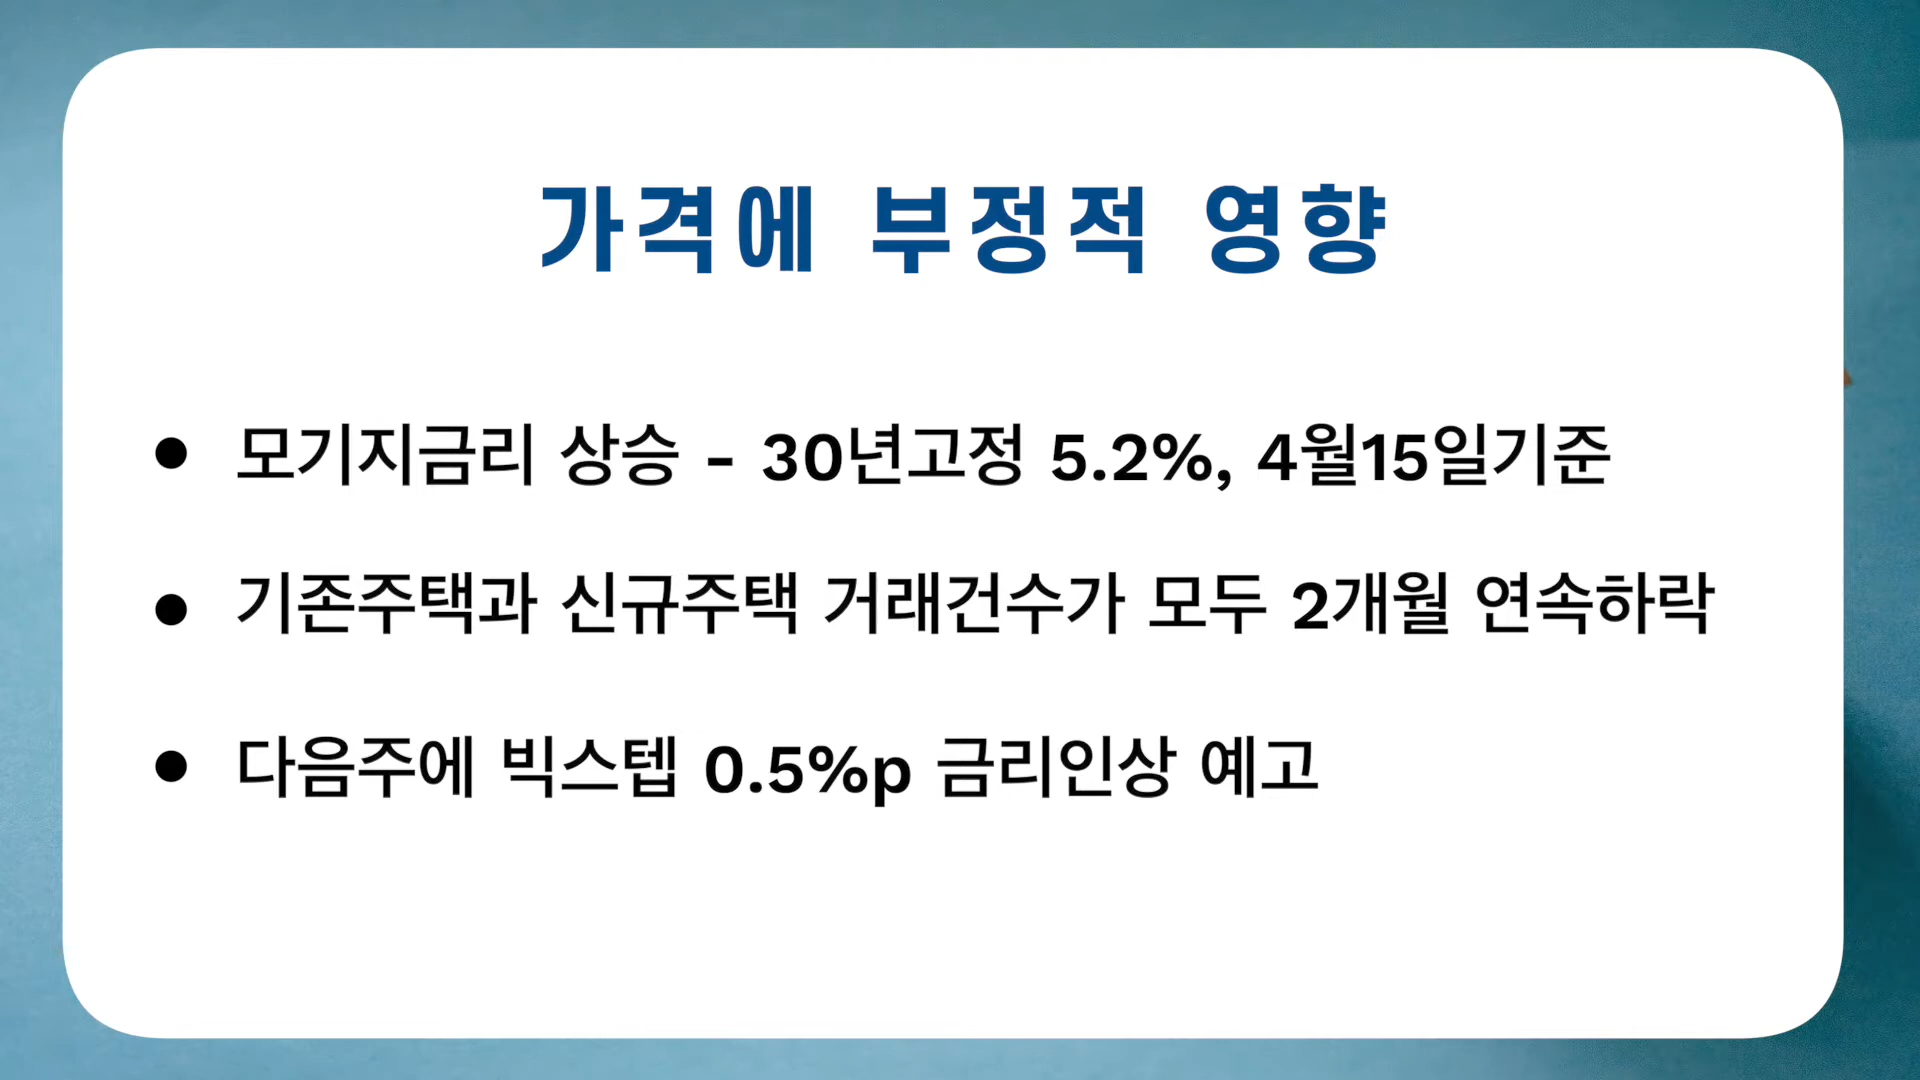 가격에 부정적 영향
● 모기지금리 상승 - 30년고정 5.2%, 4월15일기준
● 기존주택과 신규주택 거래건수가 모두 2개월 연속하락
● 다음주에 빅스텝 0.5%p 금리인상 예고